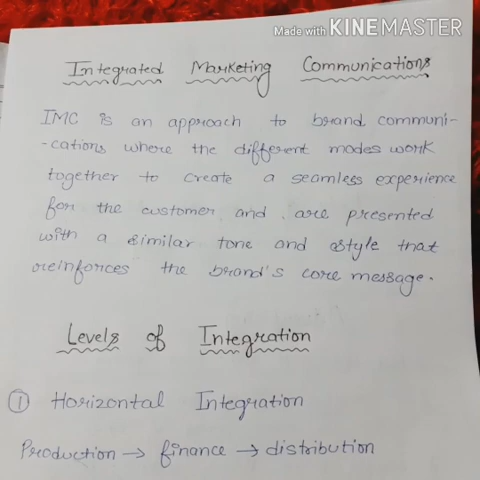 Made with KINEMASTER
Integrated Marketing Communications
IMC is an approach to brand communi-
-cations where the different modes work
together to create a seamless experience
for the customer and are presented
with a similar tone and style that
reinforces the brand's core message.
Levels of Integration
① Horizontal Integration
Production → finance → distribution